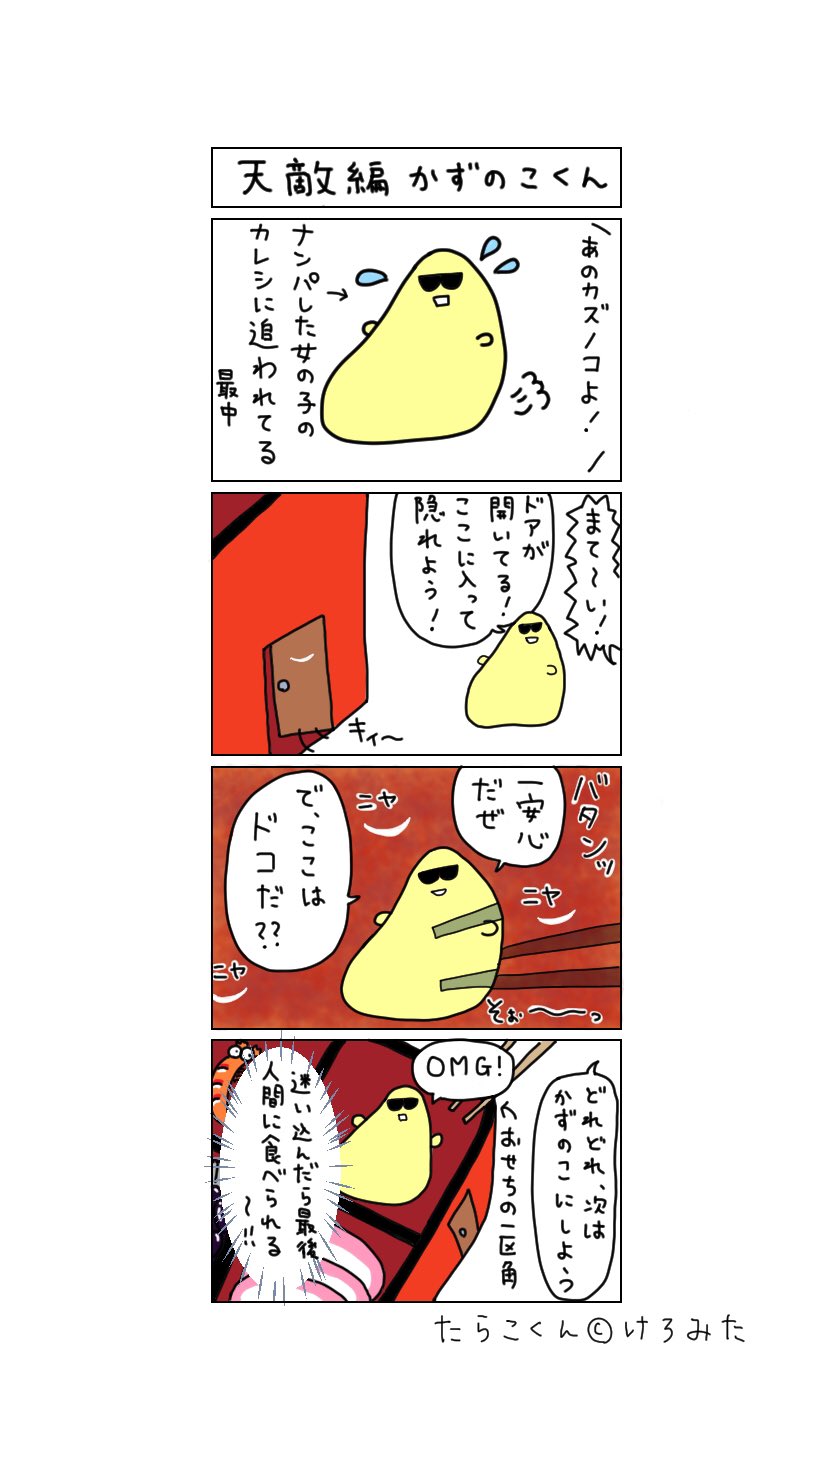 天敵編 かずのこくん
あのカズノコよ！
ナンパした女の子の
カレシに追われてる
最中
まて〜い！
ドアが
開いてる！
ここに入って
隠れよう！
キィ〜
バタンッ
一安心
だぜ
ニヤ
ニヤ
で、ここは
ドコだ？？
ニヤ
そぉ〜〜っ
どれどれ、次は
かずのこにしよう
OMG!
おせちの一区角
迷い込んだら最後
人間に食べられる
〜!!
たらこくん©けろみた